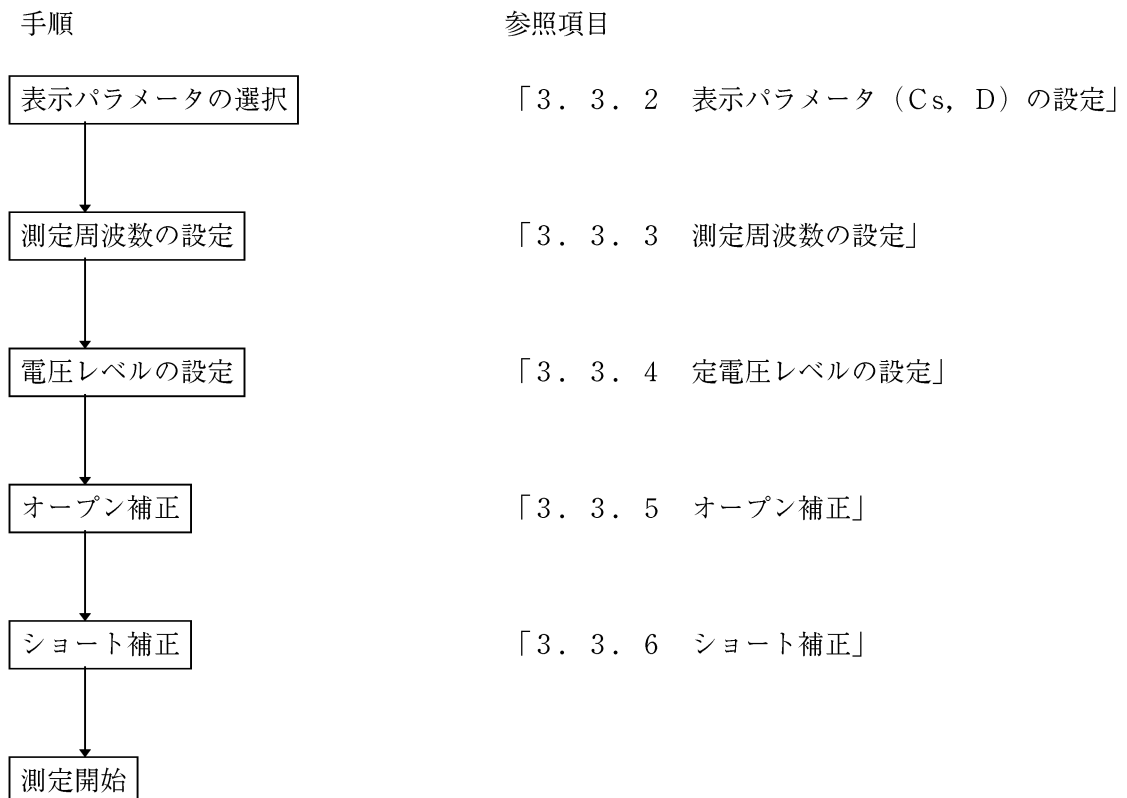 手順　参照項目
表示パラメータの選択　「３．３．２　表示パラメータ（Ｃｓ，Ｄ）の設定」
測定周波数の設定　「３．３．３　測定周波数の設定」
電圧レベルの設定　「３．３．４　定電圧レベルの設定」
オープン補正　「３．３．５　オープン補正」
ショート補正　「３．３．６　ショート補正」
測定開始